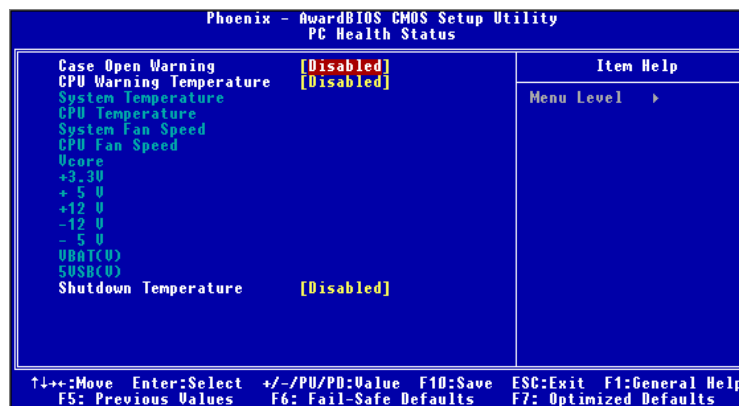 Phoenix - AwardBIOS CMOS Setup Utility
PC Health Status
Case Open Warning [Disabled]
CPU Warning Temperature [Disabled]
System Temperature
CPU Temperature
System Fan Speed
CPU Fan Speed
Vcore
+3.3V
+ 5 V
+12 V
-12 V
- 5 V
VBAT(V)
5VSB(V)
Shutdown Temperature [Disabled]
Item Help
Menu Level ▸
↑↓→←:Move Enter:Select +/-/PU/PD:Value F10:Save ESC:Exit F1:General Help
F5: Previous Values F6: Fail-Safe Defaults F7: Optimized Defaults